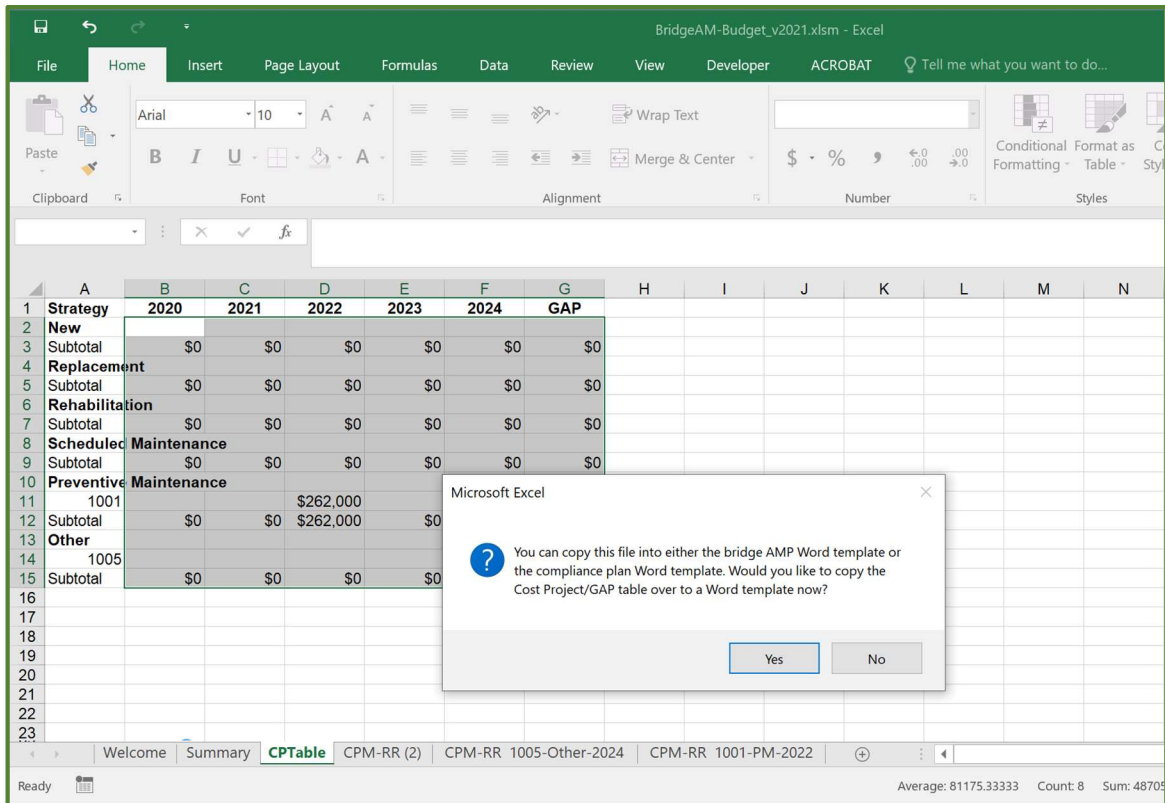 BridgeAM-Budget_v2021.xlsm - Excel
File Home Insert Page Layout Formulas Data Review View Developer ACROBAT Tell me what you want to do...
Paste
Arial 10 A A Wrap Text
B I U A Merge & Center $ % , .0 .00 .00 .0
Conditional Formatting Format as Table
Clipboard Font Alignment Number Styles
fx
A B C D E F G H I J K L M N
1 Strategy 2020 2021 2022 2023 2024 GAP
2 New
3 Subtotal $0 $0 $0 $0 $0 $0
4 Replacement
5 Subtotal $0 $0 $0 $0 $0 $0
6 Rehabilitation
7 Subtotal $0 $0 $0 $0 $0 $0
8 Scheduled Maintenance
9 Subtotal $0 $0 $0 $0 $0 $0
10 Preventive Maintenance
11 1001 $262,000
12 Subtotal $0 $0 $262,000 $0
13 Other
14 1005
15 Subtotal $0 $0 $0 $0
16
17
18
19
20
21
22
23
Microsoft Excel
You can copy this file into either the bridge AMP Word template or
the compliance plan Word template. Would you like to copy the
Cost Project/GAP table over to a Word template now?
Yes No
Welcome Summary CPTable CPM-RR (2) CPM-RR 1005-Other-2024 CPM-RR 1001-PM-2022
Ready Average: 81175.33333 Count: 8 Sum: 48705